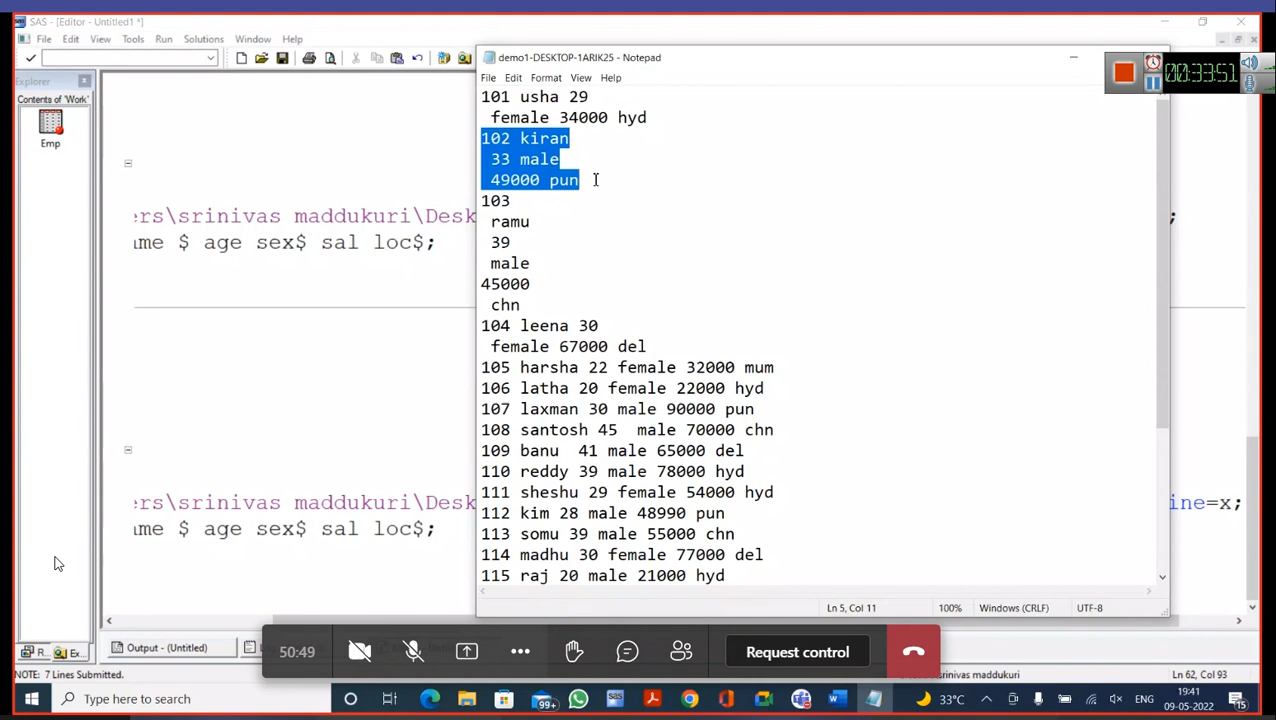 SAS - [Editor - Untitled1 *]
File Edit View Tools Run Solutions Window Help
Explorer
Contents of 'Work'
Emp
ers\srinivas maddukuri\Desk
ame $ age sex$ sal loc$;
;
ers\srinivas maddukuri\Desk
ine=x;
ame $ age sex$ sal loc$;
demo1-DESKTOP-1ARIK25 - Notepad
File Edit Format View Help
101 usha 29
female 34000 hyd
102 kiran
33 male
49000 pun
103
ramu
39
male
45000
chn
104 leena 30
female 67000 del
105 harsha 22 female 32000 mum
106 latha 20 female 22000 hyd
107 laxman 30 male 90000 pun
108 santosh 45  male 70000 chn
109 banu  41 male 65000 del
110 reddy 39 male 78000 hyd
111 sheshu 29 female 54000 hyd
112 kim 28 male 48990 pun
113 somu 39 male 55000 chn
114 madhu 30 female 77000 del
115 raj 20 male 21000 hyd
Ln 5, Col 11 100% Windows (CRLF) UTF-8
00:33:51
R... Ex... Output - (Untitled)
50:49 Request control
NOTE: 7 Lines Submitted.
maddukuri Ln 62, Col 93
Type here to search
99+
33°C ENG 19:41
09-05-2022
15